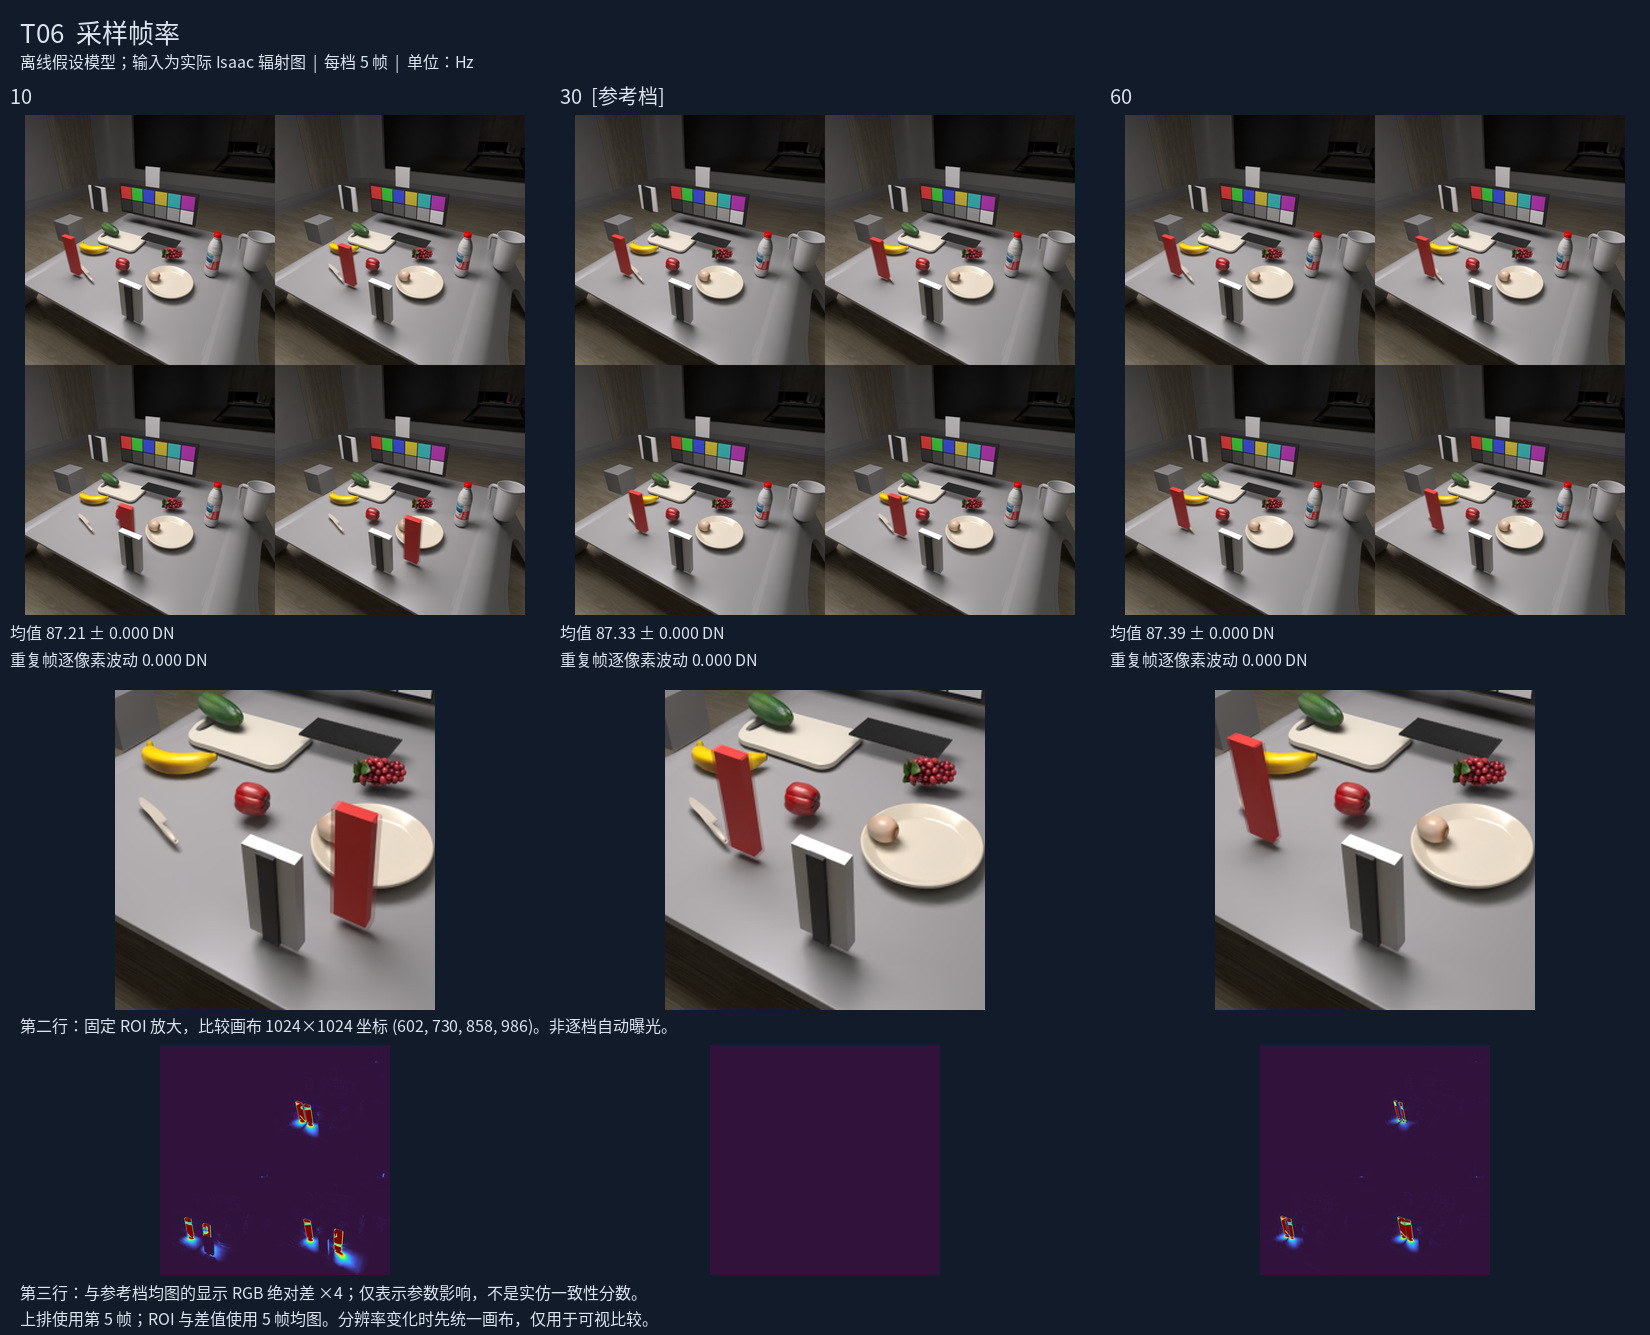 T06 采样帧率
离线假设模型；输入为实际 Isaac 辐射图 | 每档 5 帧 | 单位：Hz
10
30 [参考档]
60
均值 87.21 ± 0.000 DN
重复帧逐像素波动 0.000 DN
均值 87.33 ± 0.000 DN
重复帧逐像素波动 0.000 DN
均值 87.39 ± 0.000 DN
重复帧逐像素波动 0.000 DN
第二行：固定 ROI 放大，比较画布 1024×1024 坐标 (602, 730, 858, 986)。非逐档自动曝光。
第三行：与参考档均图的显示 RGB 绝对差 ×4；仅表示参数影响，不是实仿一致性分数。
上排使用第 5 帧；ROI 与差值使用 5 帧均图。分辨率变化时先统一画布，仅用于可视比较。